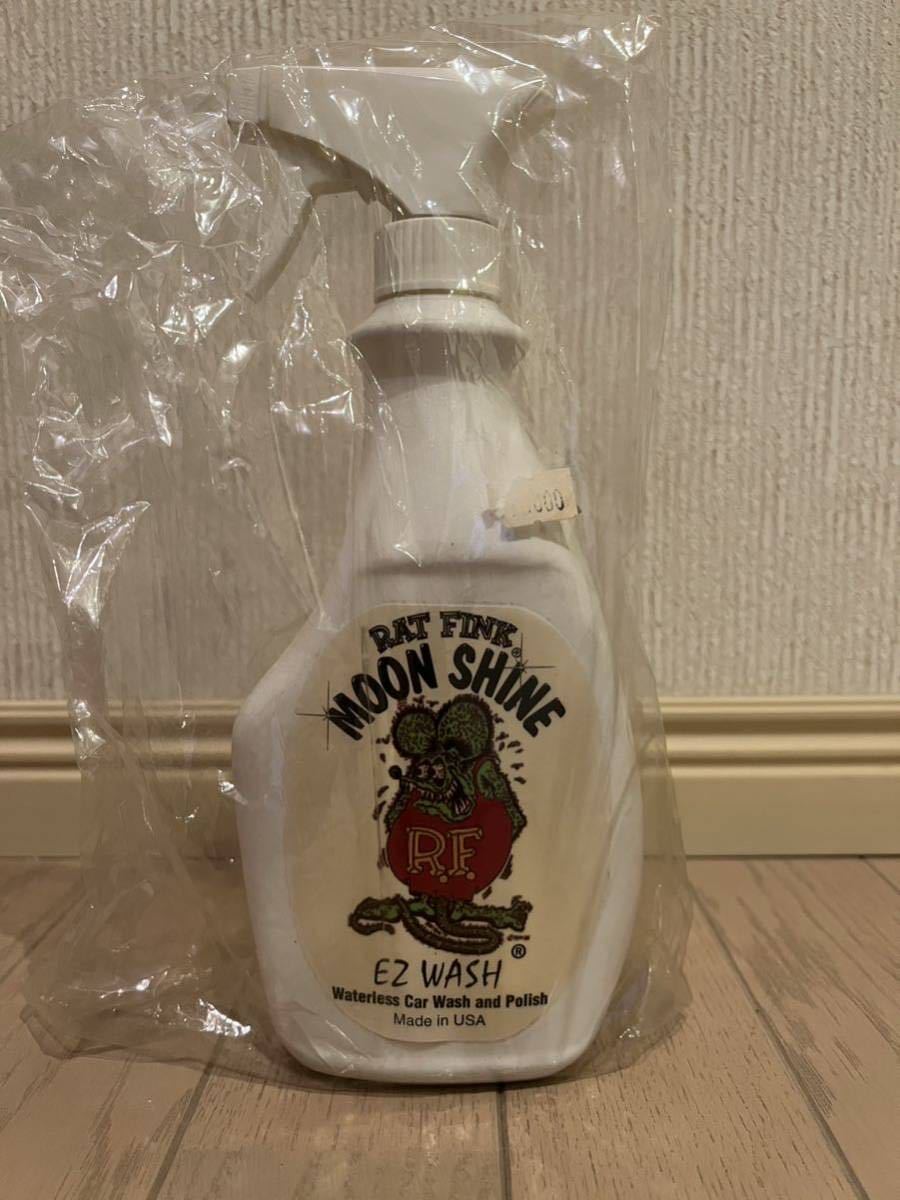 RAT FINK®
MOON SHINE
R.F.
®
EZ WASH
Waterless Car Wash and Polish
Made in USA